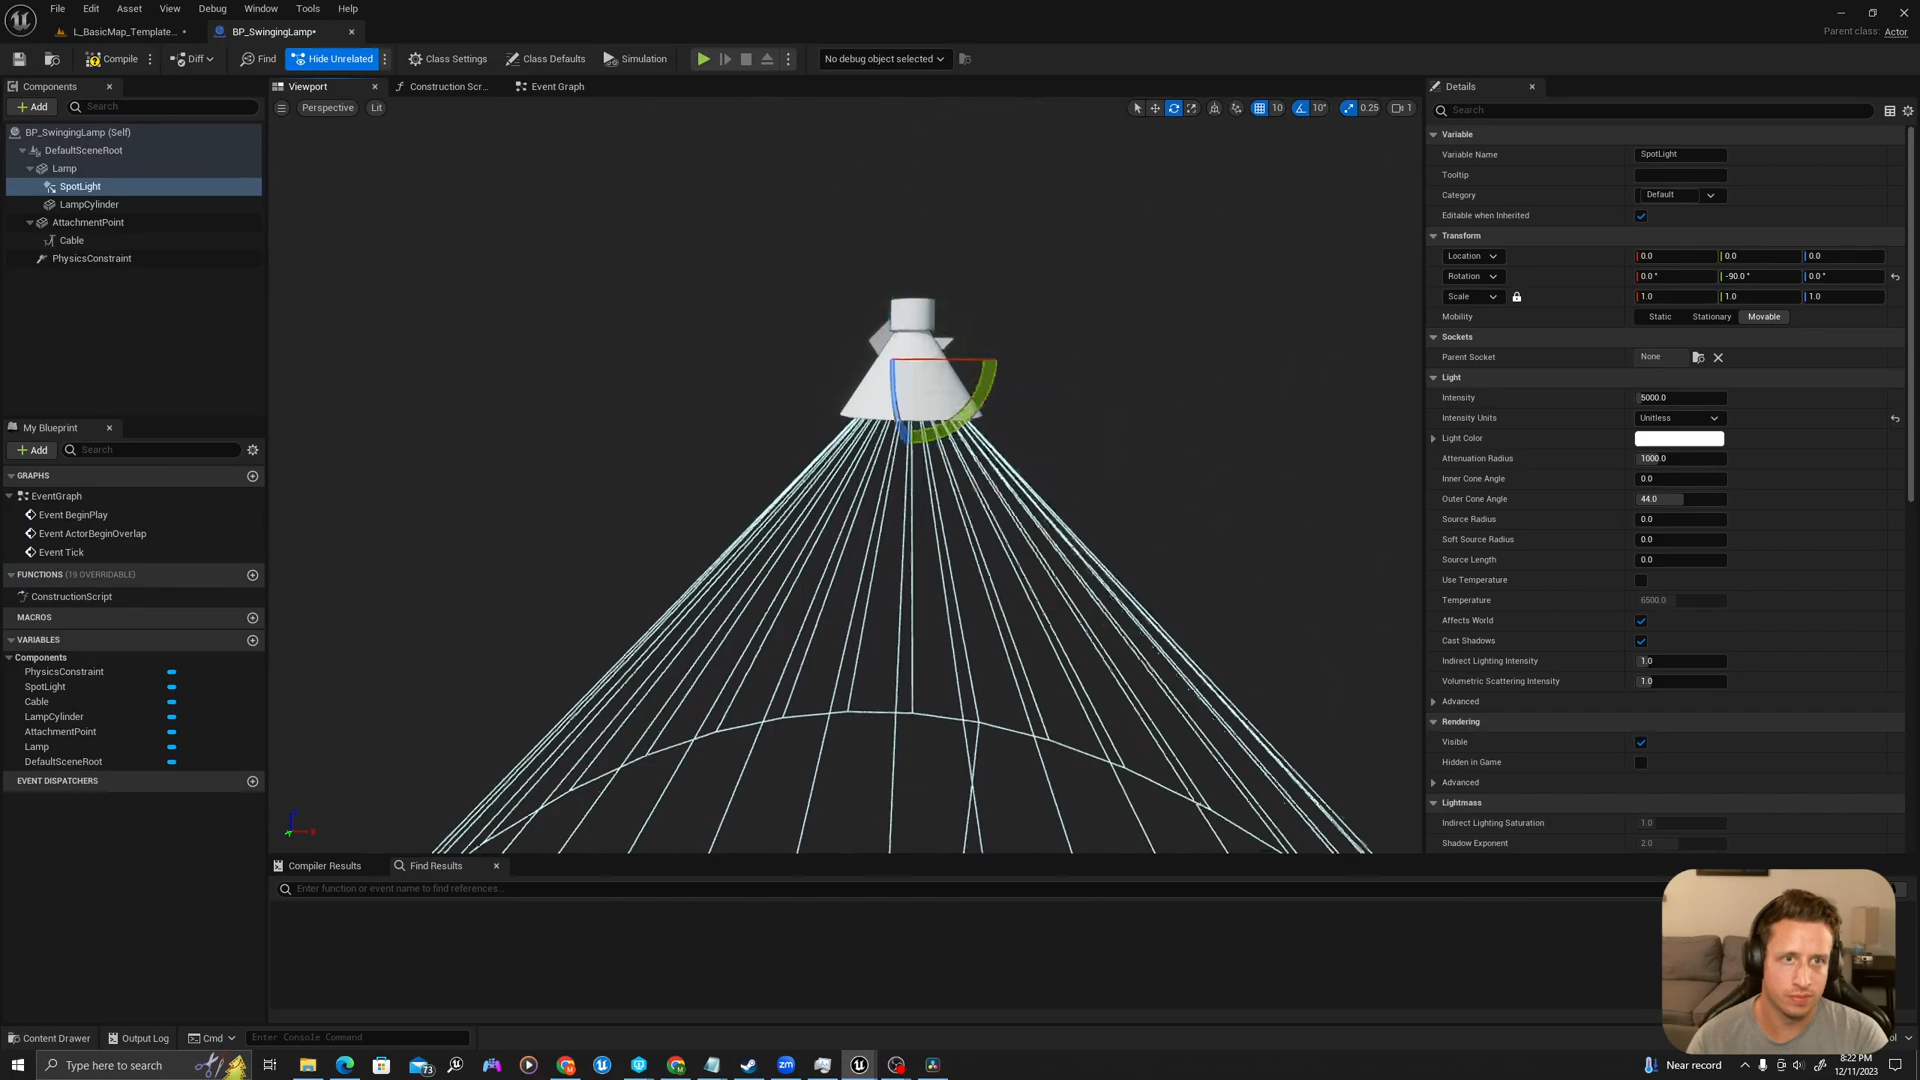 File Edit Asset View Debug Window Tools Help
L_BasicMap_Template... • BP_SwingingLamp•
Parent class: Actor
Compile Diff Find Hide Unrelated Class Settings Class Defaults Simulation No debug object selected
Components
Add Search
BP_SwingingLamp (Self)
DefaultSceneRoot
Lamp
SpotLight
LampCylinder
AttachmentPoint
Cable
PhysicsConstraint
My Blueprint
Add Search
GRAPHS
EventGraph
Event BeginPlay
Event ActorBeginOverlap
Event Tick
FUNCTIONS (19 OVERRIDABLE)
ConstructionScript
MACROS
VARIABLES
Components
PhysicsConstraint
SpotLight
Cable
LampCylinder
AttachmentPoint
Lamp
DefaultSceneRoot
EVENT DISPATCHERS
Viewport Construction Scr... Event Graph
Perspective Lit 10 10° 0.25 1
Compiler Results Find Results
Enter function or event name to find references...
Details
Search
Variable
Variable Name SpotLight
Tooltip
Category Default
Editable when Inherited
Transform
Location 0.0 0.0 0.0
Rotation 0.0 ° -90.0 ° 0.0 °
Scale 1.0 1.0 1.0
Mobility Static Stationary Movable
Sockets
Parent Socket None
Light
Intensity 5000.0
Intensity Units Unitless
Light Color
Attenuation Radius 1000.0
Inner Cone Angle 0.0
Outer Cone Angle 44.0
Source Radius 0.0
Soft Source Radius 0.0
Source Length 0.0
Use Temperature
Temperature 6500.0
Affects World
Cast Shadows
Indirect Lighting Intensity 1.0
Volumetric Scattering Intensity 1.0
Advanced
Rendering
Visible
Hidden in Game
Advanced
Lightmass
Indirect Lighting Saturation 1.0
Shadow Exponent 2.0
Content Drawer Output Log Cmd Enter Console Command
Type here to search
73
zm
Near record
8:22 PM
12/11/2023